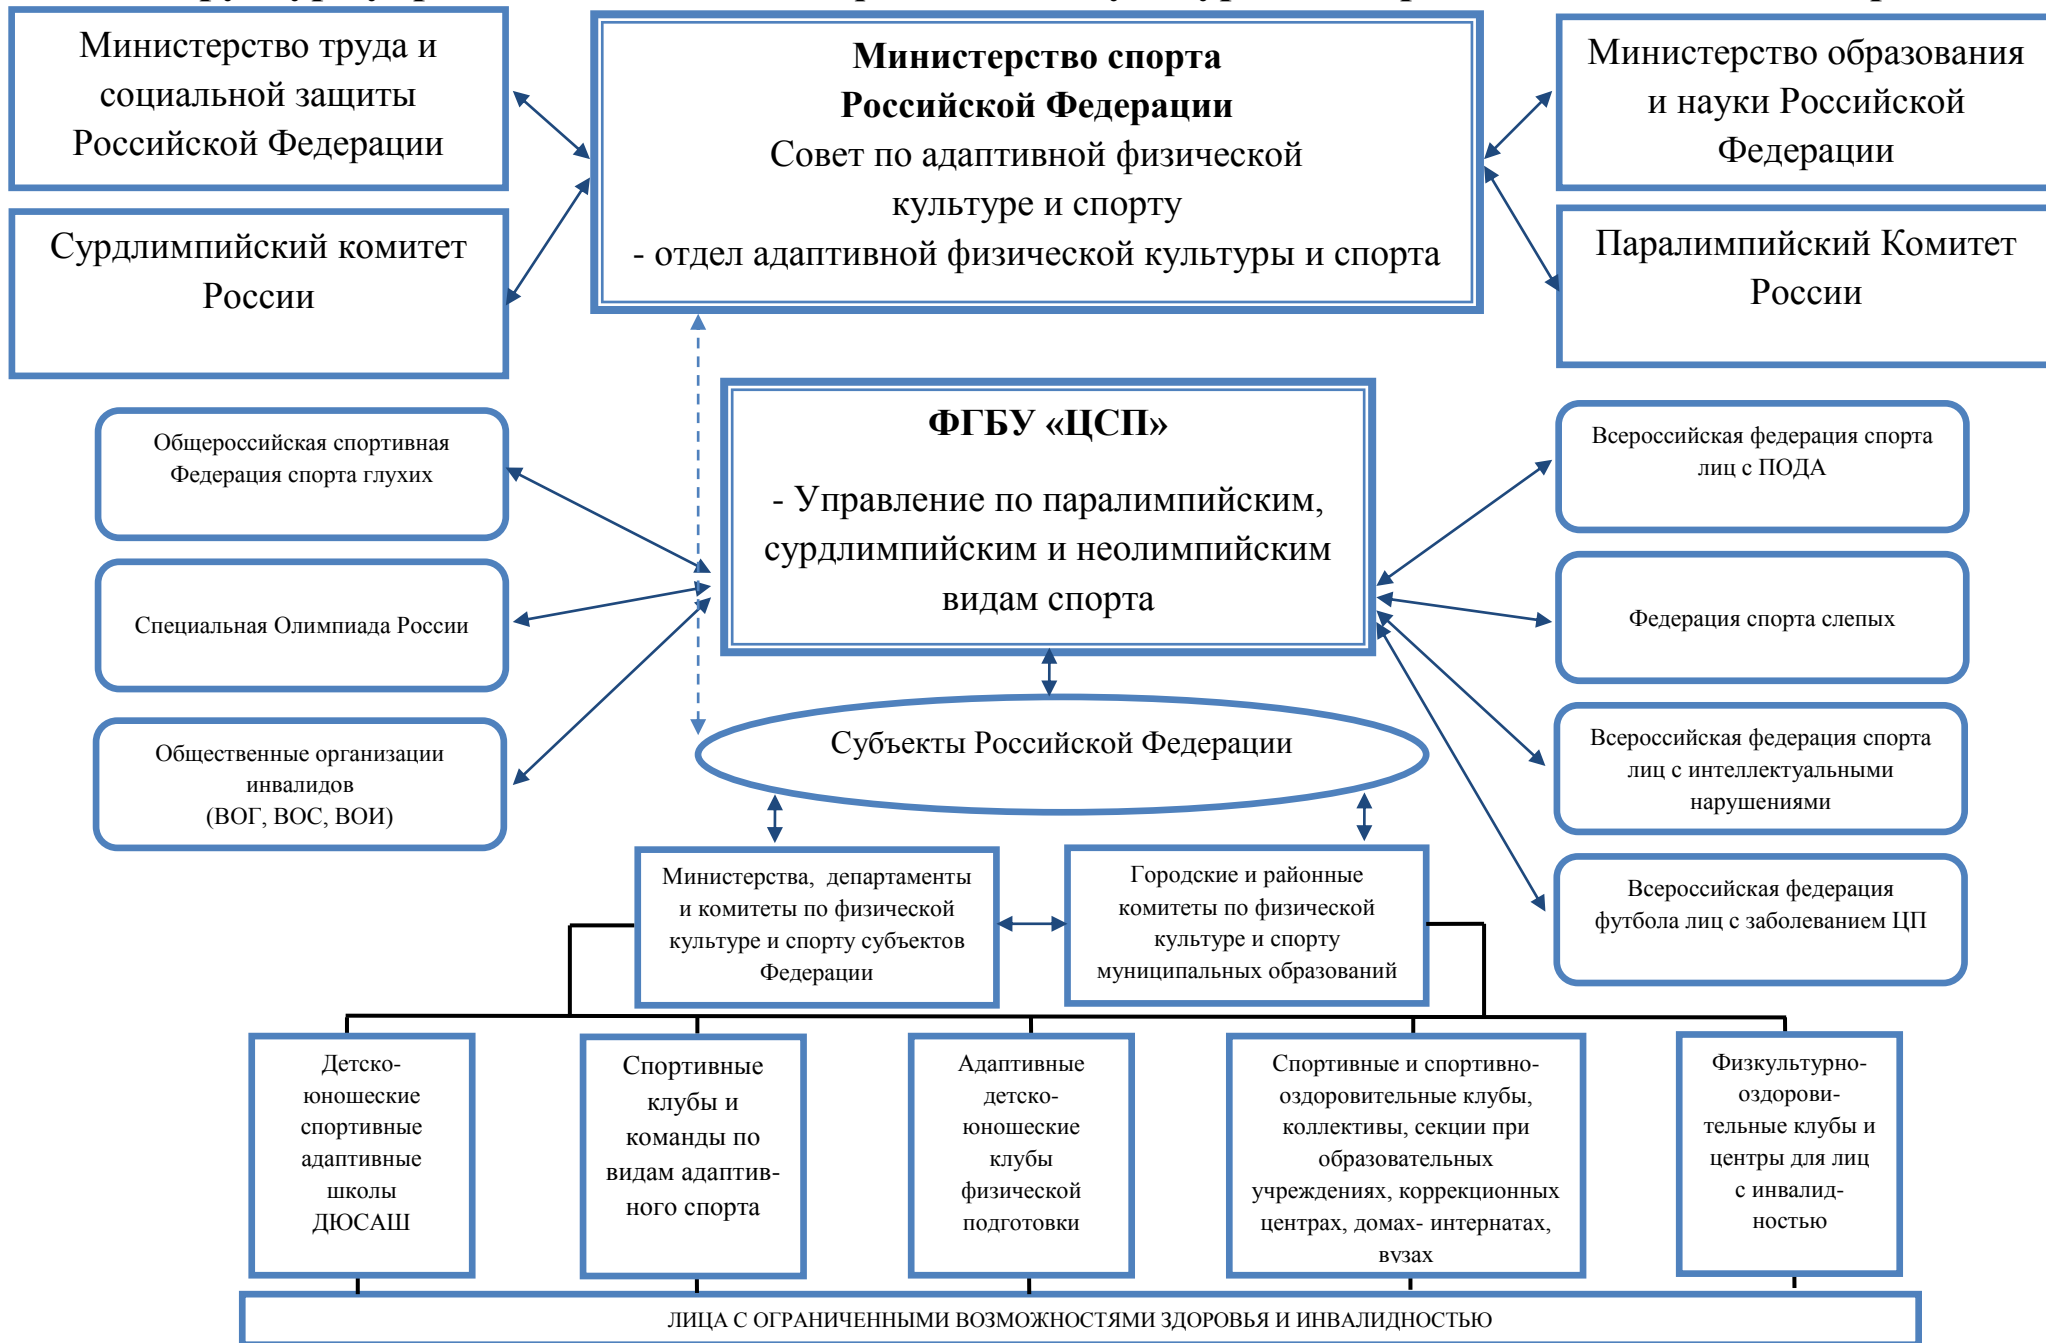 Министерство труда и
социальной защиты
Российской Федерации
Министерство спорта
Российской Федерации
Совет по адаптивной физической
культуре и спорту
- отдел адаптивной физической культуры и спорта
Министерство образования
и науки Российской
Федерации
Сурдлимпийский комитет
России
Паралимпийский Комитет
России
ФГБУ «ЦСП»
- Управление по паралимпийским,
сурдлимпийским и неолимпийским
видам спорта
Общероссийская спортивная
Федерация спорта глухих
Специальная Олимпиада России
Общественные организации
инвалидов
(ВОГ, ВОС, ВОИ)
Всероссийская федерация спорта
лиц с ПОДА
Федерация спорта слепых
Всероссийская федерация спорта
лиц с интеллектуальными
нарушениями
Всероссийская федерация
футбола лиц с заболеванием ЦП
Субъекты Российской Федерации
Министерства, департаменты
и комитеты по физической
культуре и спорту субъектов
Федерации
Городские и районные
комитеты по физической
культуре и спорту
муниципальных образований
Детско-
юношеские
спортивные
адаптивные
школы
ДЮСАШ
Спортивные
клубы и
команды по
видам адаптив-
ного спорта
Адаптивные
детско-
юношеские
клубы
физической
подготовки
Спортивные и спортивно-
оздоровительные клубы,
коллективы, секции при
образовательных
учреждениях, коррекционных
центрах, домах- интернатах,
вузах
Физкультурно-
оздорови-
тельные клубы и
центры для лиц
с инвалид-
ностью
ЛИЦА С ОГРАНИЧЕННЫМИ ВОЗМОЖНОСТЯМИ ЗДОРОВЬЯ И ИНВАЛИДНОСТЬЮ